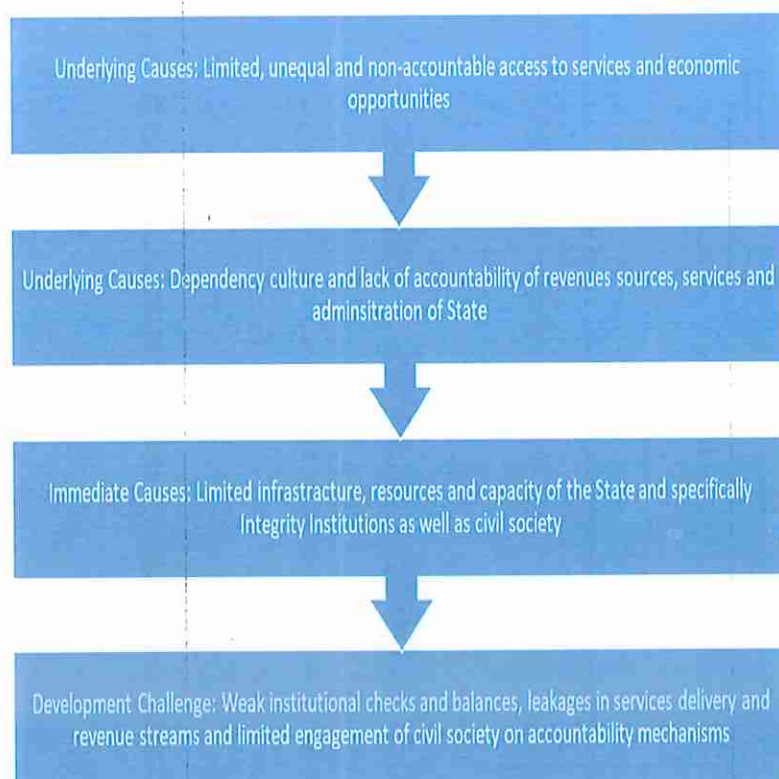 Underlying Causes: Limited, unequal and non-accountable access to services and economic
opportunities
Underlying Causes: Dependency culture and lack of accountability of revenues sources, services and
adminsitration of State
Immediate Causes: Limited infrastracture, resources and capacity of the State and specifically
Integrity Institutions as well as civil society
Development Challenge: Weak institutional checks and balances, leakages in services delivery and
revenue streams and limited engagement of civil society on accountability mechanisms